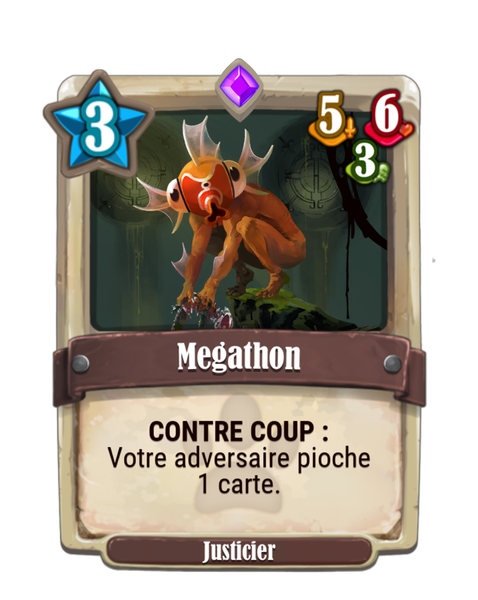 3
5
6
3
Megathon
CONTRE COUP :
Votre adversaire pioche
1 carte.
Justicier